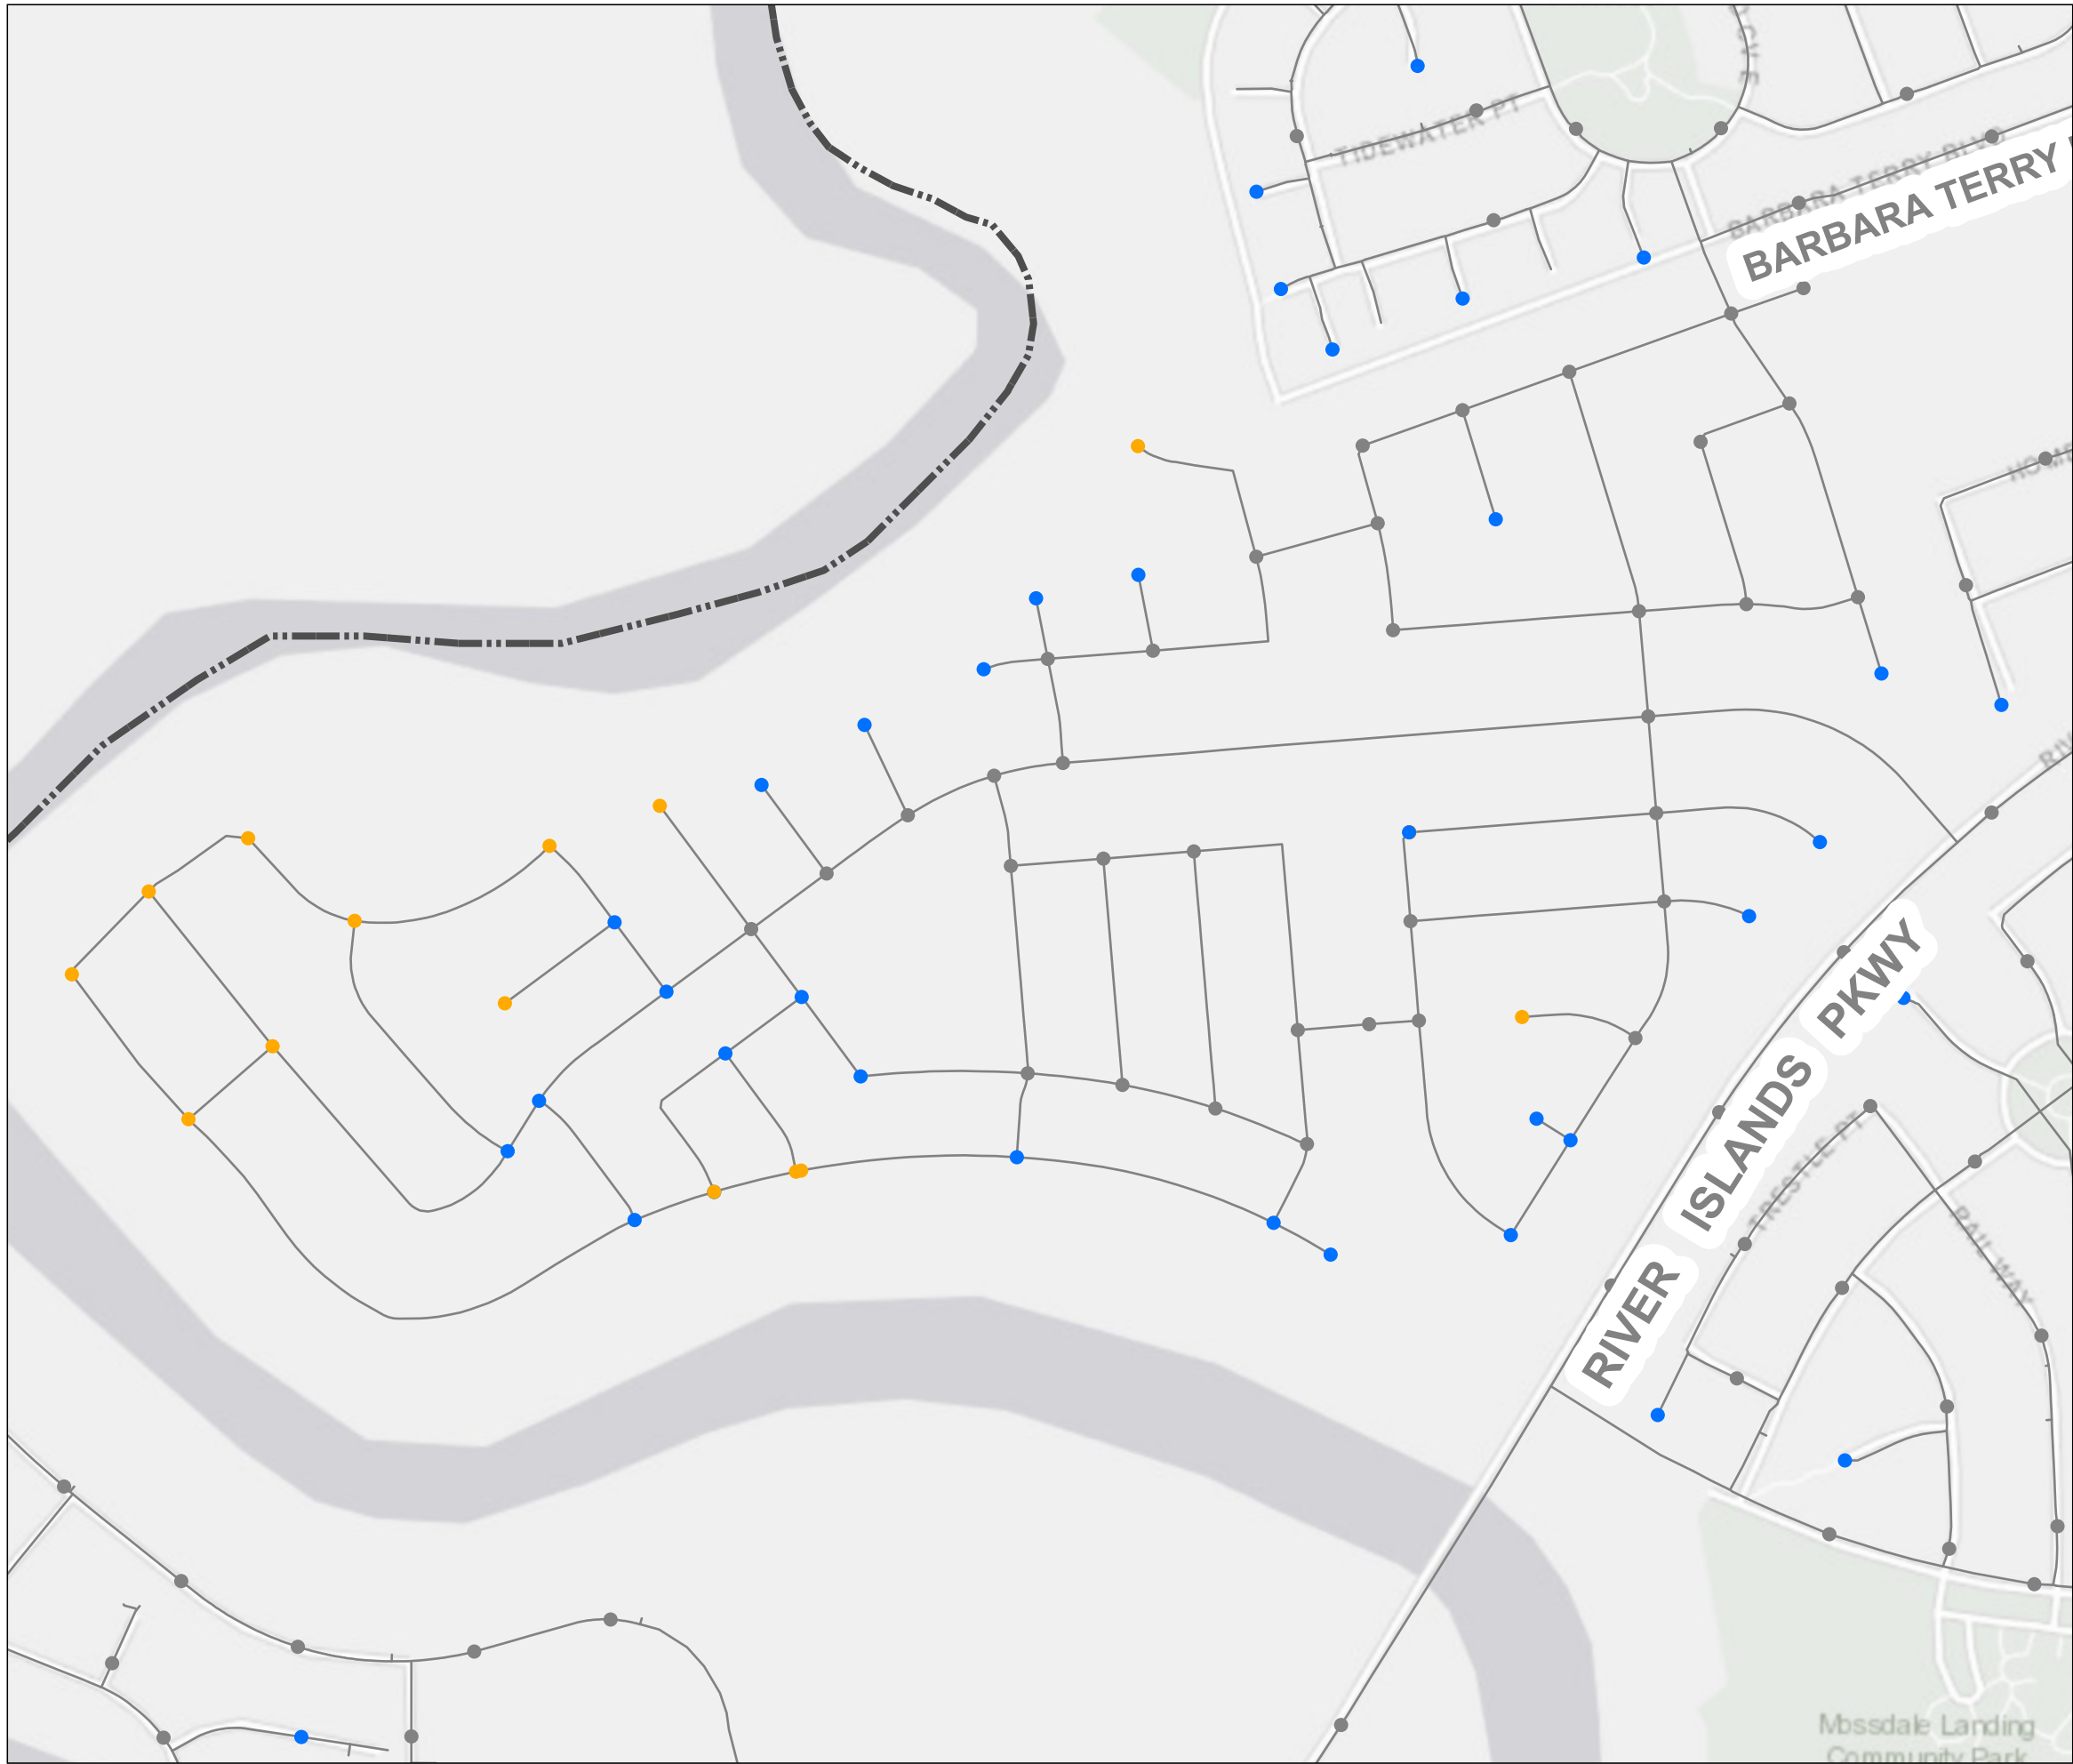 TIDEWATER PT
BARBARA TERRY BLVD
BARBARA TERRY
RIVER ISLANDS PKWY
TRESTLE PT
RAIL WAY
Mossdale Landing
Community Park